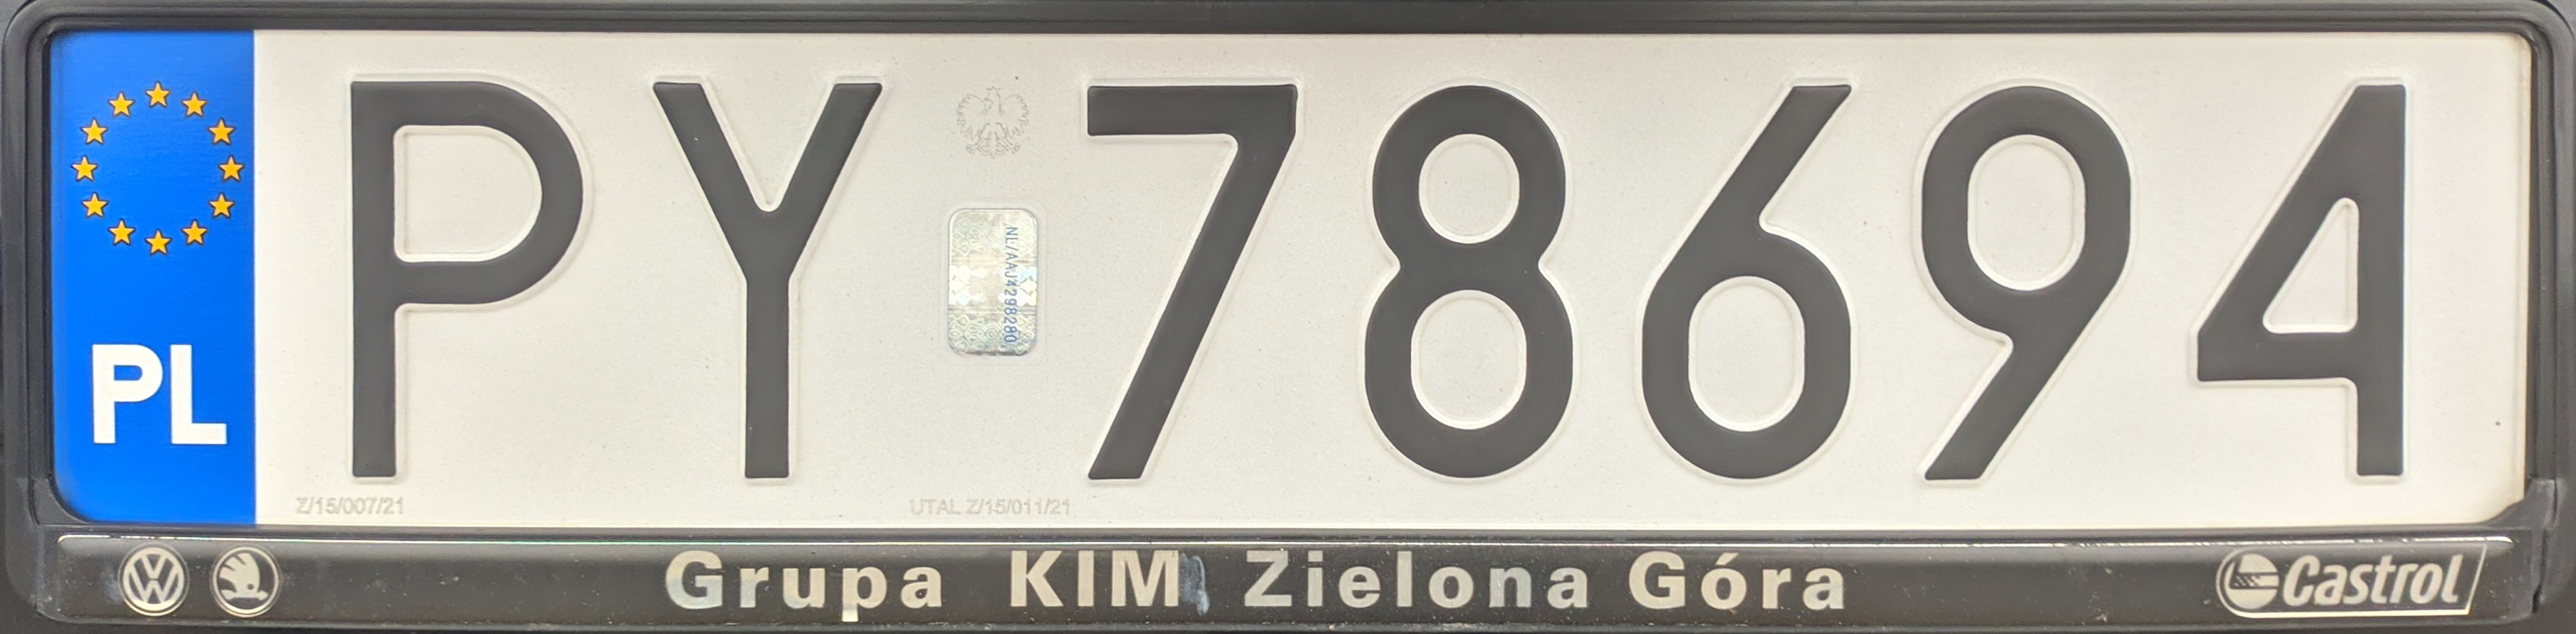 PL
PY 78694
NL/AAJ4298280
Z/15/007/21
UTAL Z/15/011/21
Grupa KIM Zielona Góra
Castrol